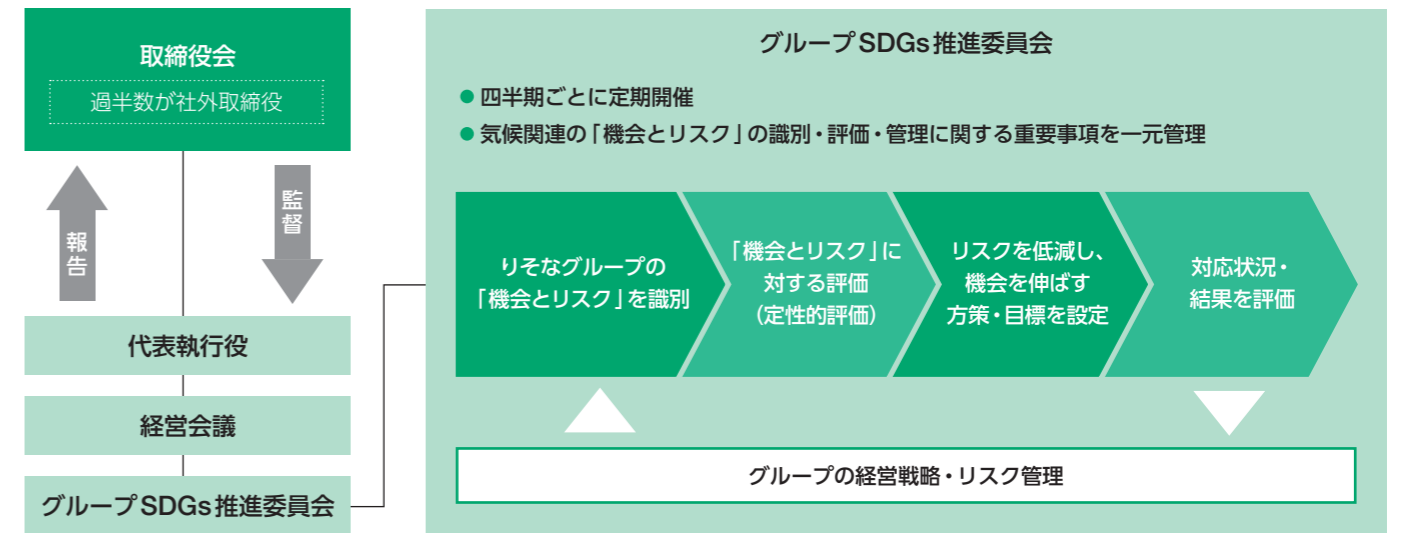 取締役会
過半数が社外取締役
報告
監督
代表執行役
経営会議
グループSDGs推進委員会
グループSDGs推進委員会
●四半期ごとに定期開催
●気候関連の「機会とリスク」の識別・評価・管理に関する重要事項を一元管理
りそなグループの
「機会とリスク」を識別
「機会とリスク」に
対する評価
(定性的評価)
リスクを低減し、
機会を伸ばす
方策・目標を設定
対応状況・
結果を評価
グループの経営戦略・リスク管理